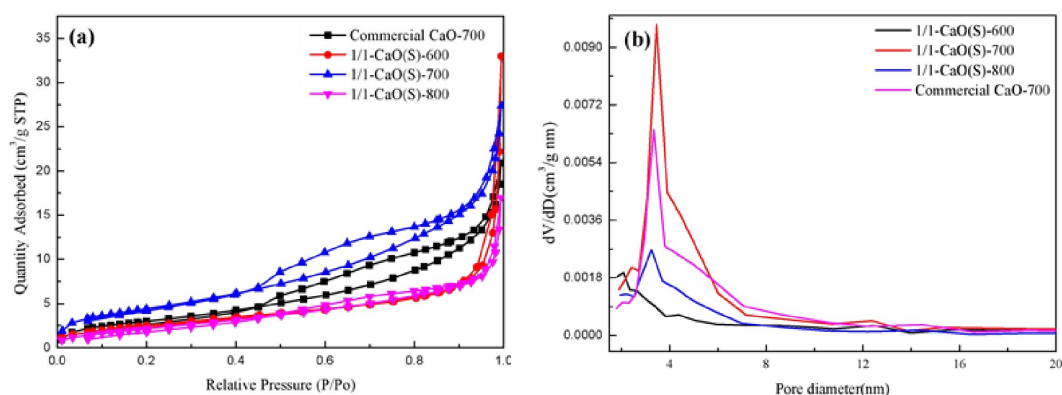 (a)
Commercial CaO-700
1/1-CaO(S)-600
1/1-CaO(S)-700
1/1-CaO(S)-800
35
30
25
20
15
10
5
0
Quantity Adsorbed (cm³/g STP)
0.0 0.2 0.4 0.6 0.8 1.0
Relative Pressure (P/Po)
(b)
1/1-CaO(S)-600
1/1-CaO(S)-700
1/1-CaO(S)-800
Commercial CaO-700
0.0090
0.0072
0.0054
0.0036
0.0018
0.0000
dV/dD(cm³/g nm)
4 8 12 16 20
Pore diameter(nm)